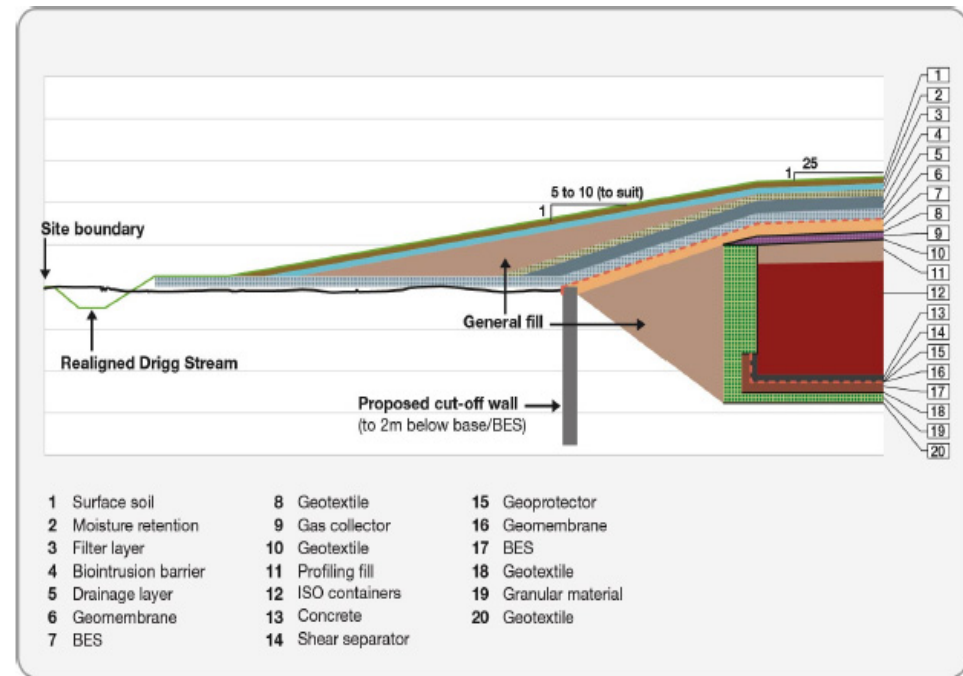 1
2
3
4
5
6
7
8
9
10
11
12
13
14
15
16
17
18
19
20
1 25
5 to 10 (to suit)
1
Site boundary
General fill
Realigned Drigg Stream
Proposed cut-off wall
(to 2m below base/BES)
1 Surface soil
2 Moisture retention
3 Filter layer
4 Biointrusion barrier
5 Drainage layer
6 Geomembrane
7 BES
8 Geotextile
9 Gas collector
10 Geotextile
11 Profiling fill
12 ISO containers
13 Concrete
14 Shear separator
15 Geoprotector
16 Geomembrane
17 BES
18 Geotextile
19 Granular material
20 Geotextile